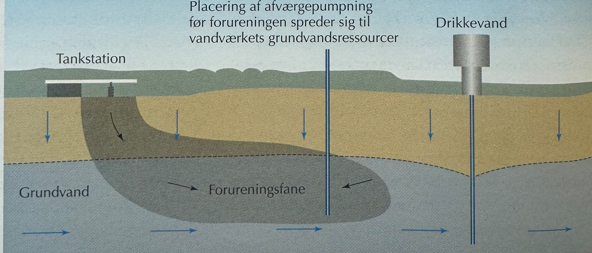 Placering af afværgepumpning
før forureningen spreder sig til
vandværkets grundvandsressourcer
Drikkevand
Tankstation
Grundvand
Forureningsfane